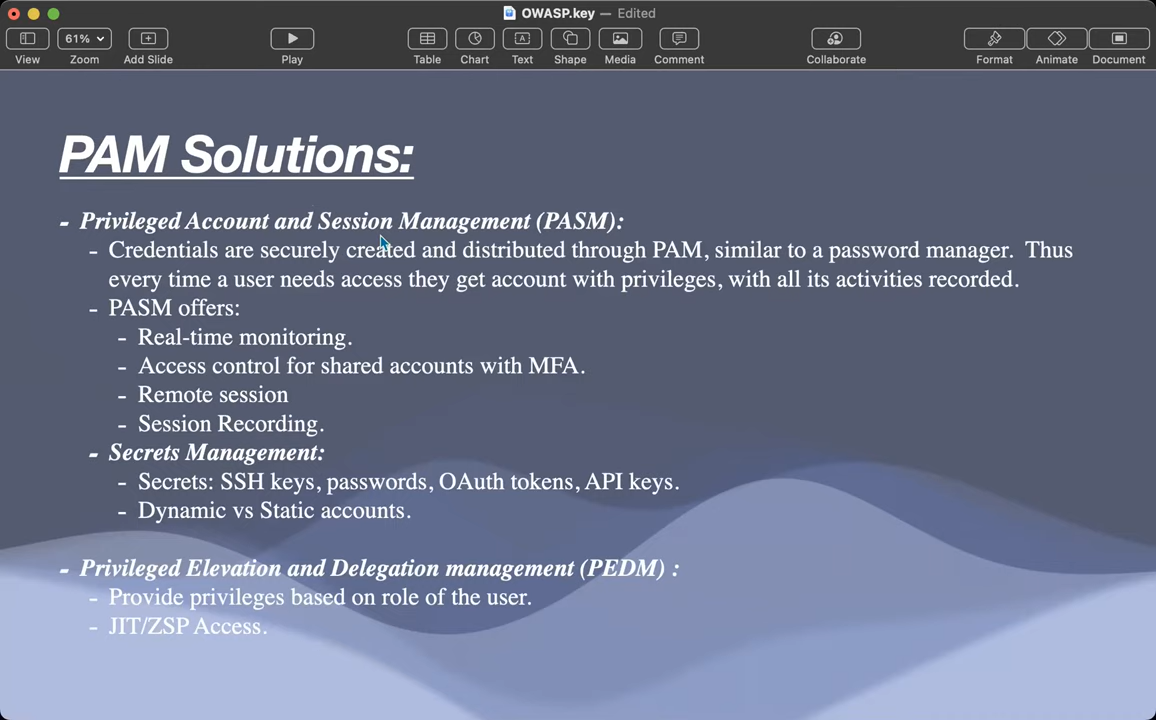 OWASP.key — Edited
61%
View Zoom Add Slide Play Table Chart Text Shape Media Comment Collaborate Format Animate Document
PAM Solutions:
- Privileged Account and Session Management (PASM):
- Credentials are securely created and distributed through PAM, similar to a password manager. Thus
every time a user needs access they get account with privileges, with all its activities recorded.
- PASM offers:
- Real-time monitoring.
- Access control for shared accounts with MFA.
- Remote session
- Session Recording.
- Secrets Management:
- Secrets: SSH keys, passwords, OAuth tokens, API keys.
- Dynamic vs Static accounts.
- Privileged Elevation and Delegation management (PEDM) :
- Provide privileges based on role of the user.
- JIT/ZSP Access.